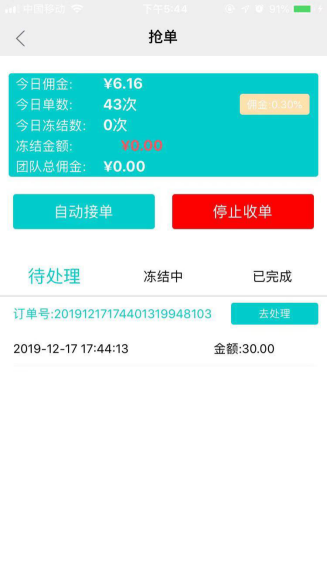 中国移动 下午5:44 91%
抢单
今日佣金: ¥6.16
今日单数: 43次
佣金:0.30%
今日冻结数: 0次
冻结金额: ¥0.00
团队总佣金: ¥0.00
自动接单 停止收单
待处理 冻结中 已完成
订单号:20191217174401319948103 去处理
2019-12-17 17:44:13 金额:30.00